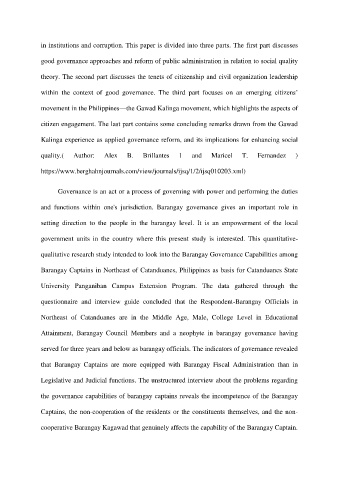 in institutions and corruption. This paper is divided into three parts. The first part discusses
good governance approaches and reform of public administration in relation to social quality
theory. The second part discusses the tenets of citizenship and civil organization leadership
within the context of good governance. The third part focuses on an emerging citizens'
movement in the Philippines—the Gawad Kalinga movement, which highlights the aspects of
citizen engagement. The last part contains some concluding remarks drawn from the Gawad
Kalinga experience as applied governance reform, and its implications for enhancing social
quality.( Author: Alex B. Brillantes 1 and Maricel T. Fernandez )
https://www.berghahnjournals.com/view/journals/ijsq/1/2/ijsq010203.xml)
Governance is an act or a process of governing with power and performing the duties
and functions within one's jurisdiction. Barangay governance gives an important role in
setting direction to the people in the barangay level. It is an empowerment of the local
government units in the country where this present study is interested. This quantitative-
qualitative research study intended to look into the Barangay Governance Capabilities among
Barangay Captains in Northeast of Catanduanes, Philippines as basis for Catanduanes State
University Panganiban Campus Extension Program. The data gathered through the
questionnaire and interview guide concluded that the Respondent-Barangay Officials in
Northeast of Catanduanes are in the Middle Age, Male, College Level in Educational
Attainment, Barangay Council Members and a neophyte in barangay governance having
served for three years and below as barangay officials. The indicators of governance revealed
that Barangay Captains are more equipped with Barangay Fiscal Administration than in
Legislative and Judicial functions. The unstructured interview about the problems regarding
the governance capabilities of barangay captains reveals the incompetence of the Barangay
Captains, the non-cooperation of the residents or the constituents themselves, and the non-
cooperative Barangay Kagawad that genuinely affects the capability of the Barangay Captain.